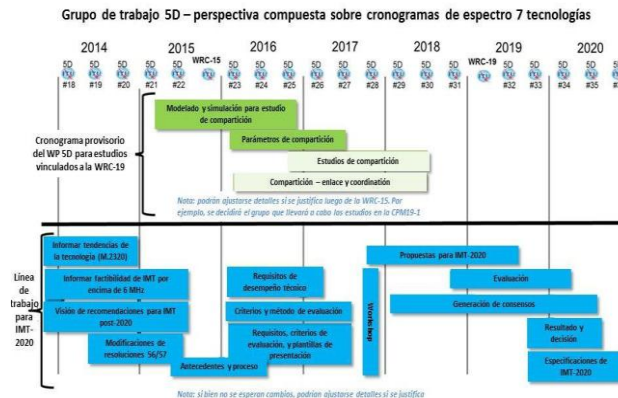 Grupo de trabajo 5D – perspectiva compuesta sobre cronogramas de espectro 7 tecnologías
2014 2015 2016 2017 2018 2019 2020
WRC-15 WRC-19
5D 5D 5D 5D 5D 5D 5D 5D 5D 5D 5D 5D 5D 5D 5D 5D 5D 5D
#18 #19 #20 #21 #22 #23 #24 #25 #26 #27 #28 #29 #30 #31 #32 #33 #34 #35
Cronograma provisorio
del WP 5D para estudios
vinculados a la WRC-19
Modelado y simulación para estudio
de compartición
Parámetros de compartición
Estudios de compartición
Compartición – enlace y coordination
Nota: podrán ajustarse detalles si se justifica luego de la WRC-15. Por
ejemplo, se decidirá el grupo que llevará a cabo los estudios en la CPM19-1
Línea
de
trabajo
para
IMT-
2020
Informar tendencias de
la tecnología (M.2320)
Informar factibilidad de IMT por
encima de 6 MHz
Visión de recomendaciones para IMT
post-2020
Modificaciones de
resoluciones 56/57
Antecedentes y proceso
Requisitos de
desempeño técnico
Criterios y método de evaluación
Requisitos, criterios de
evaluación, y plantillas de
presentación
Workshop
Propuestas para IMT-2020
Evaluación
Generación de consensos
Resultado y
decisión
Especificaciones de
IMT-2020
Nota: si bien no se esperan cambios, podrían ajustarse detalles si se justifica